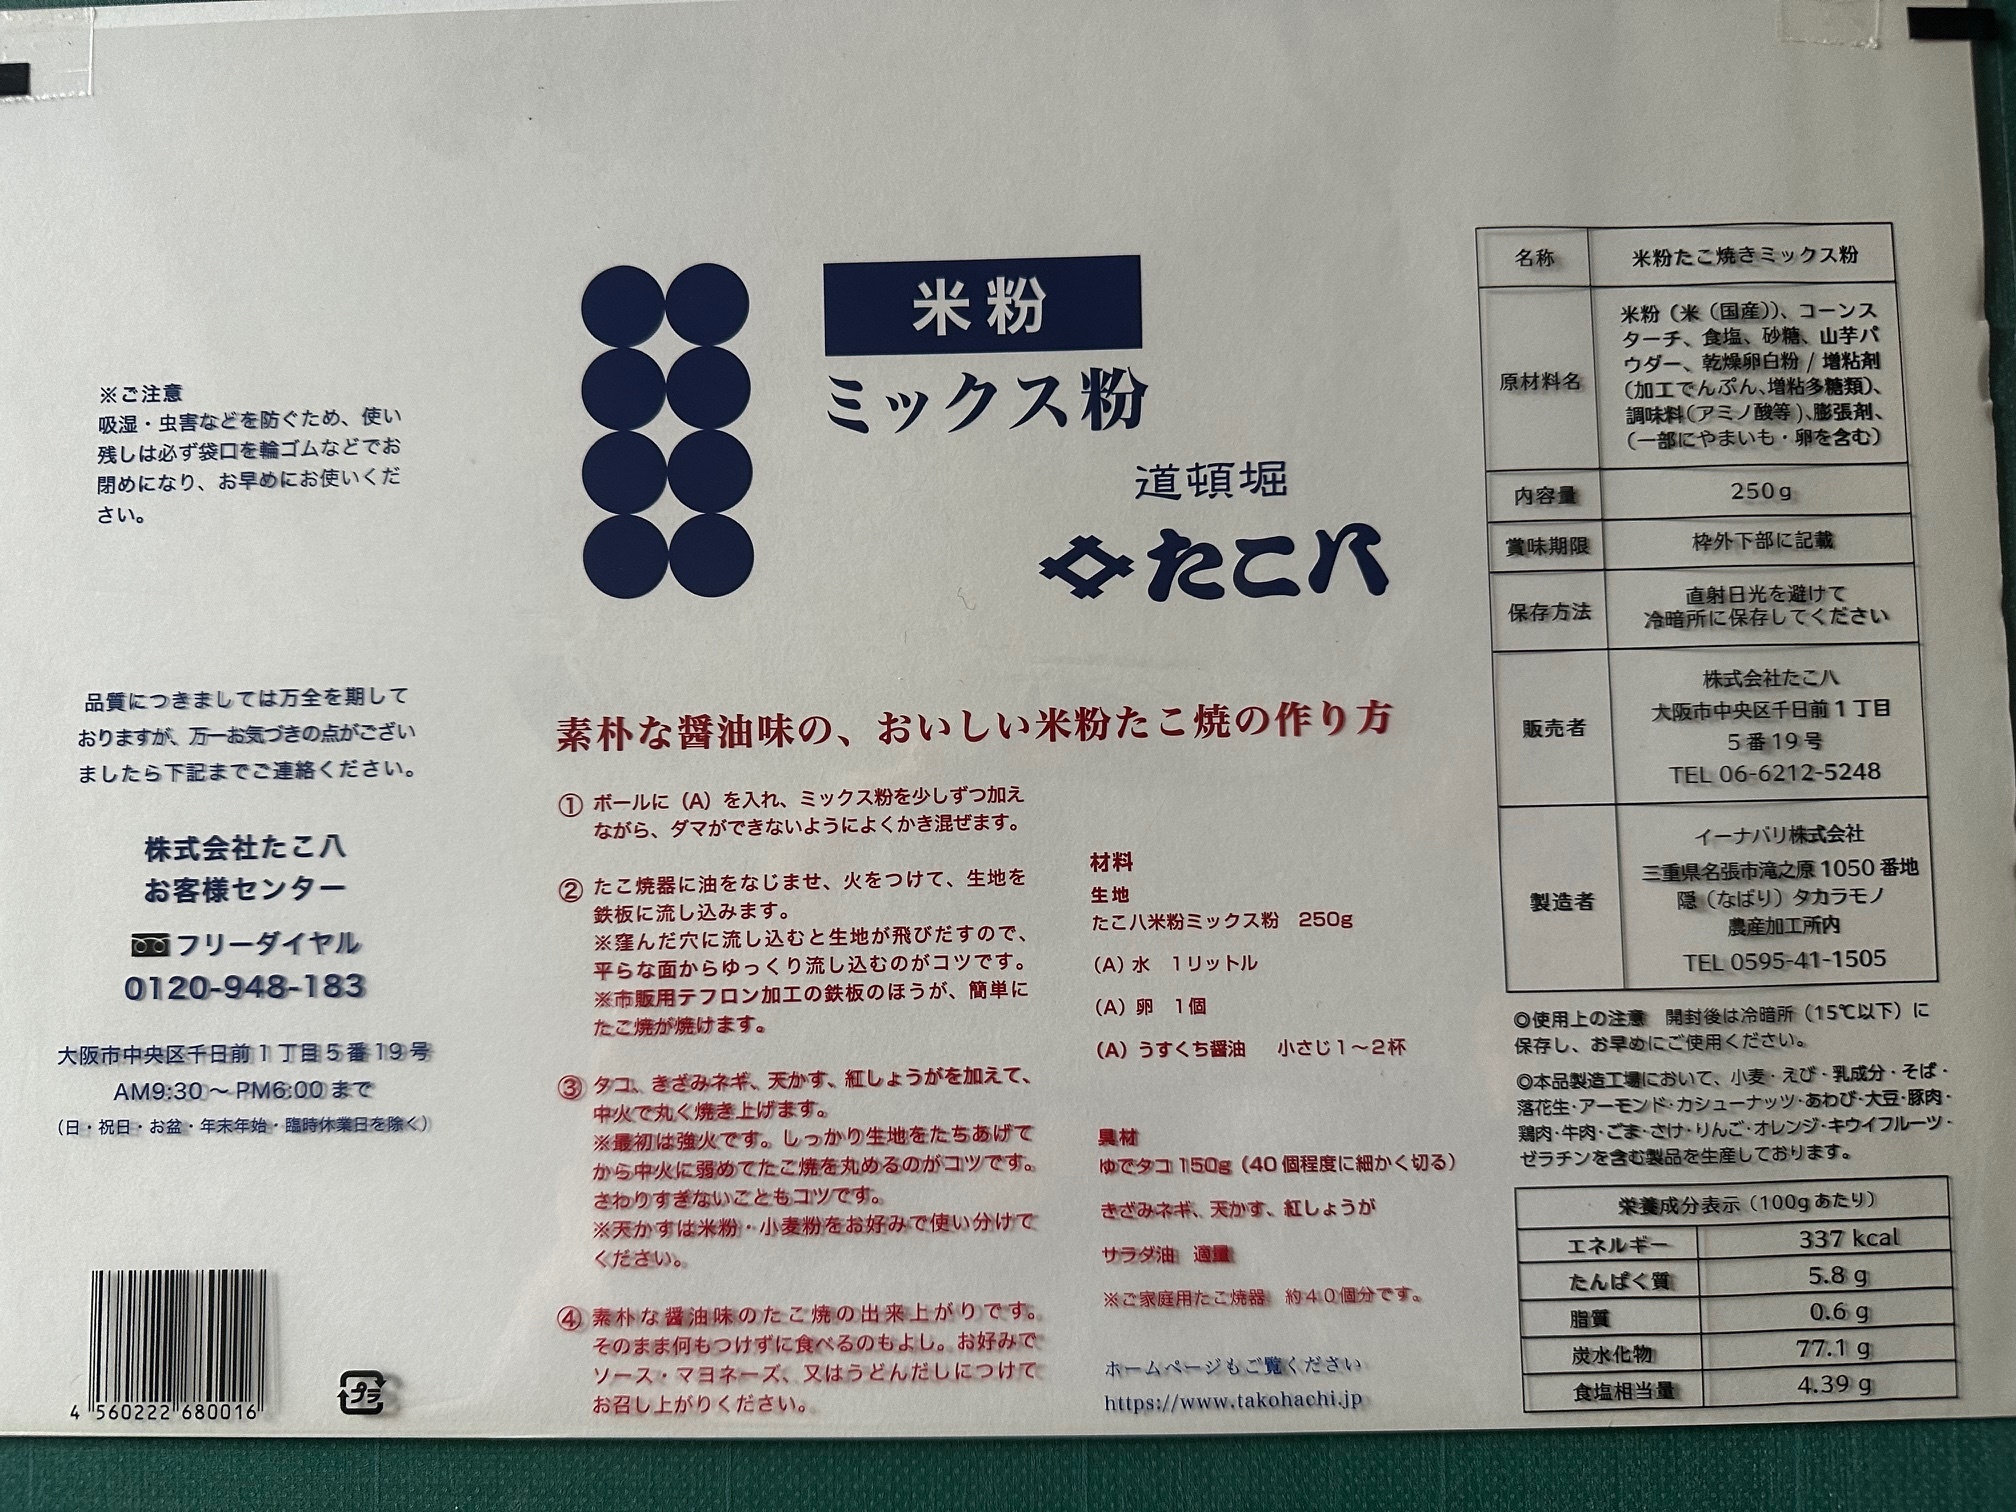 ※ご注意
吸湿・虫害などを防ぐため、使い
残しは必ず袋口を輪ゴムなどでお
閉めになり、お早めにお使いくだ
さい。
品質につきましては万全を期して
おりますが、万一お気づきの点がござい
ましたら下記までご連絡ください。
株式会社たこ八
お客様センター
フリーダイヤル
0120-948-183
大阪市中央区千日前1丁目5番19号
AM9:30～PM6:00まで
（日・祝日・お盆・年末年始・臨時休業日を除く）
4 560222 680016
プラ
米粉
ミックス粉
道頓堀
たこ八
素朴な醤油味の、おいしい米粉たこ焼の作り方
① ボールに（A）を入れ、ミックス粉を少しずつ加え
ながら、ダマができないようによくかき混ぜます。
② たこ焼器に油をなじませ、火をつけて、生地を
鉄板に流し込みます。
※窪んだ穴に流し込むと生地が飛びだすので、
平らな面からゆっくり流し込むのがコツです。
※市販用テフロン加工の鉄板のほうが、簡単に
たこ焼が焼けます。
③ タコ、きざみネギ、天かす、紅しょうがを加えて、
中火で丸く焼き上げます。
※最初は強火です。しっかり生地をたちあげて
から中火に弱めてたこ焼を丸めるのがコツです。
さわりすぎないこともコツです。
※天かすは米粉・小麦粉をお好みで使い分けて
ください。
④ 素朴な醤油味のたこ焼の出来上がりです。
そのまま何もつけずに食べるのもよし。お好みで
ソース・マヨネーズ、又はうどんだしにつけて
お召し上がりください。
材料
生地
たこ八米粉ミックス粉　250g
（A）水　1リットル
（A）卵　1個
（A）うすくち醤油　小さじ1～2杯
具材
ゆでタコ150g（40個程度に細かく切る）
きざみネギ、天かす、紅しょうが
サラダ油　適量
※ご家庭用たこ焼器　約40個分です。
ホームページもご覧ください
https://www.takohachi.jp
名称　米粉たこ焼きミックス粉
原材料名
米粉（米（国産））、コーンス
ターチ、食塩、砂糖、山芋パ
ウダー、乾燥卵白粉 / 増粘剤
（加工でんぷん、増粘多糖類）、
調味料（アミノ酸等）、膨張剤、
（一部にやまいも・卵を含む）
内容量　250g
賞味期限　枠外下部に記載
保存方法
直射日光を避けて
冷暗所に保存してください
販売者
株式会社たこ八
大阪市中央区千日前1丁目
5番19号
TEL 06-6212-5248
製造者
イーナバリ株式会社
三重県名張市滝之原1050番地
隠（なばり）タカラモノ
農産加工所内
TEL 0595-41-1505
◎使用上の注意　開封後は冷暗所（15℃以下）に
保存し、お早めにご使用ください。
◎本品製造工場において、小麦・えび・乳成分・そば・
落花生・アーモンド・カシューナッツ・あわび・大豆・豚肉・
鶏肉・牛肉・ごま・さけ・りんご・オレンジ・キウイフルーツ・
ゼラチンを含む製品を生産しております。
栄養成分表示（100gあたり）
エネルギー　337 kcal
たんぱく質　5.8 g
脂質　0.6 g
炭水化物　77.1 g
食塩相当量　4.39 g